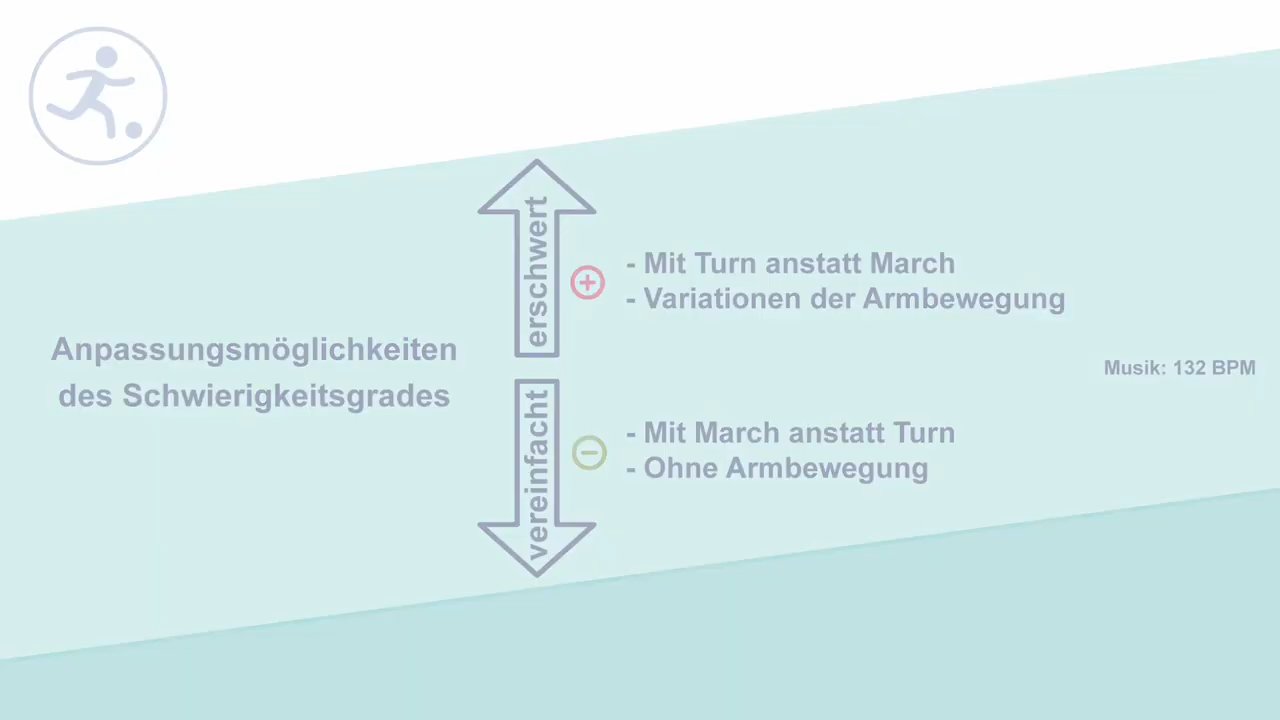 Anpassungsmöglichkeiten
des Schwierigkeitsgrades
erschwert
- Mit Turn anstatt March
- Variationen der Armbewegung
vereinfacht
- Mit March anstatt Turn
- Ohne Armbewegung
Musik: 132 BPM